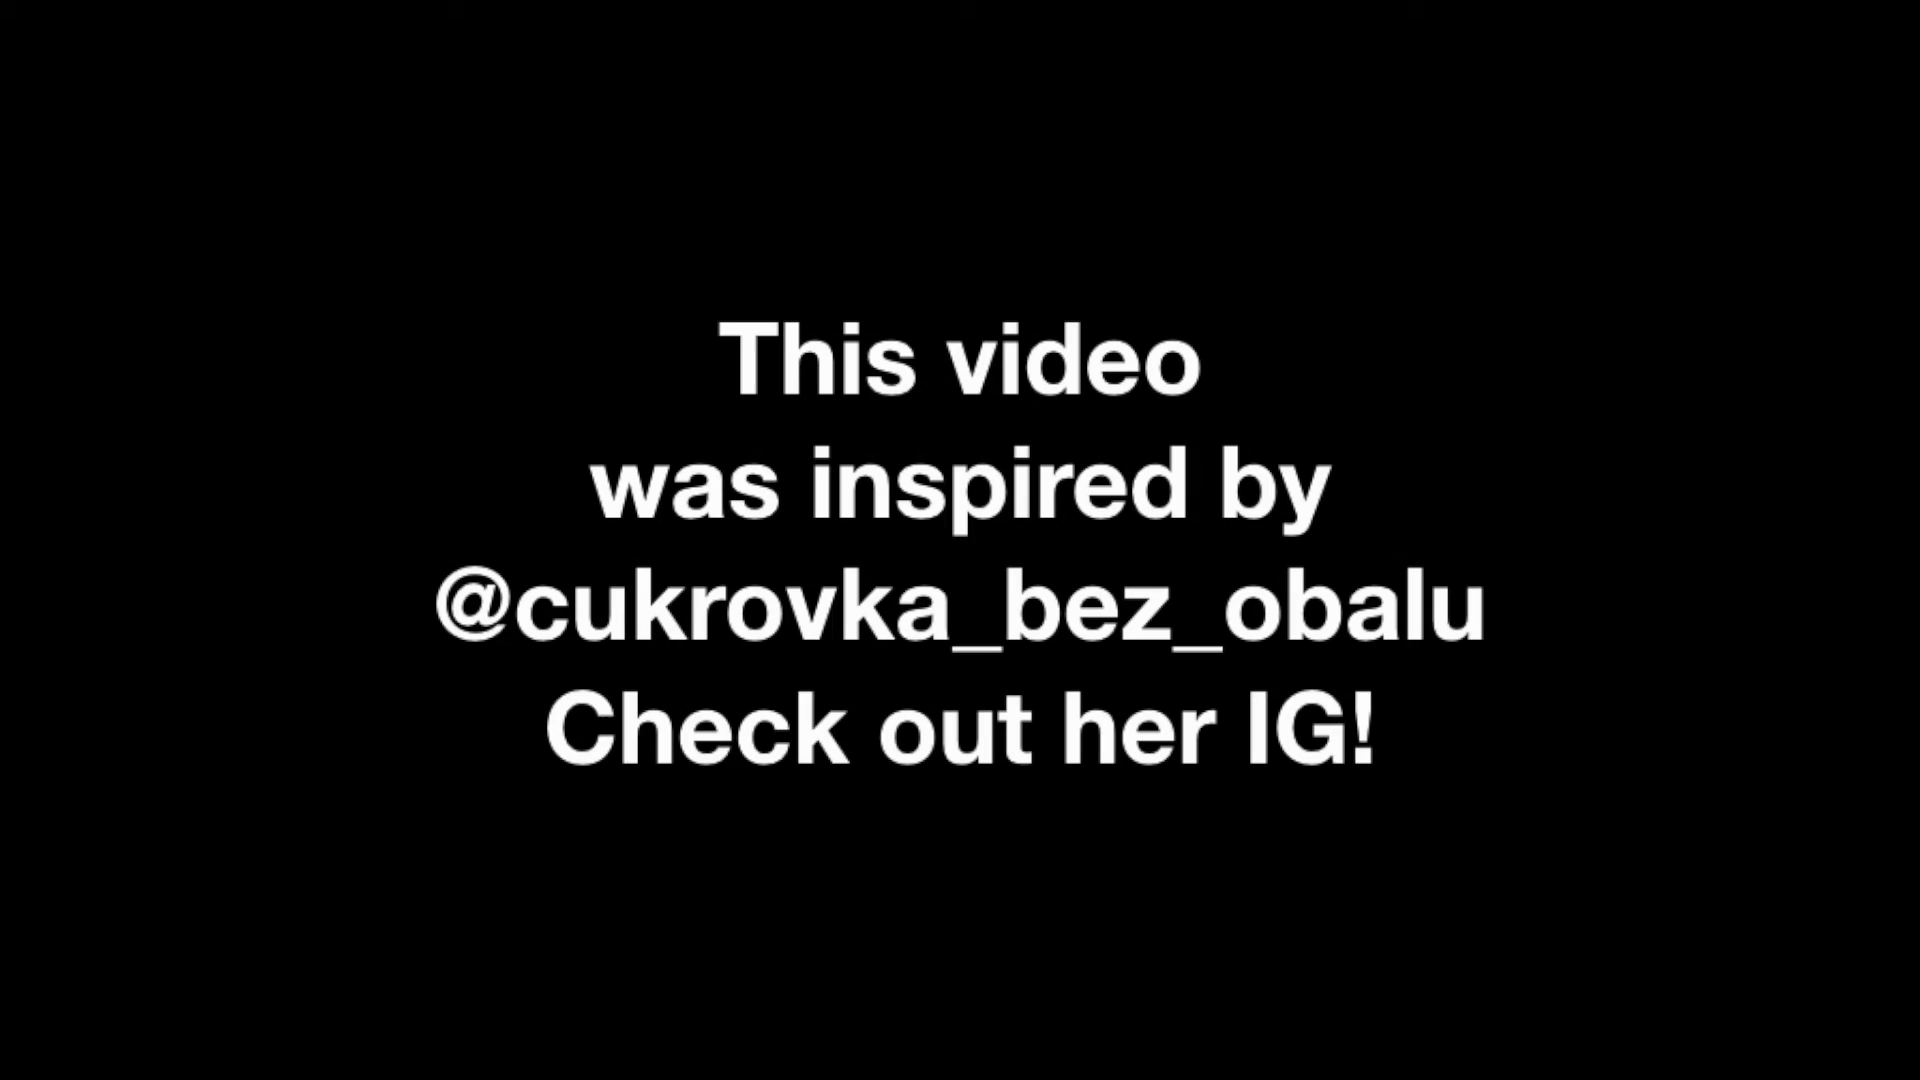 This video
was inspired by
@cukrovka_bez_obalu
Check out her IG!